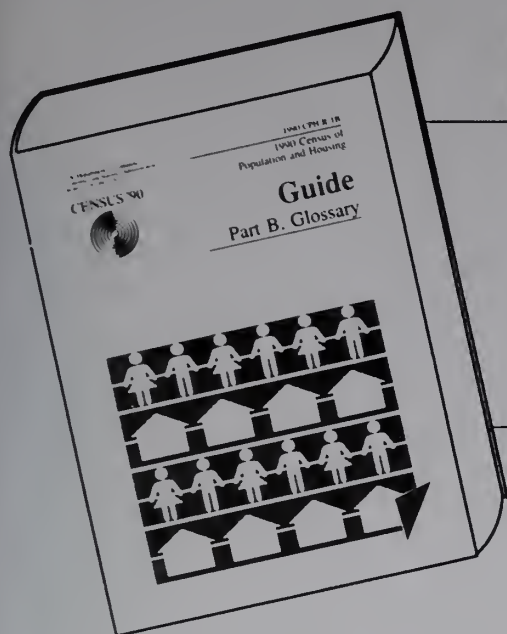 CENSUS '90
1990 CPH-R-1B
1990 Census of
Population and Housing
Guide
Part B. Glossary